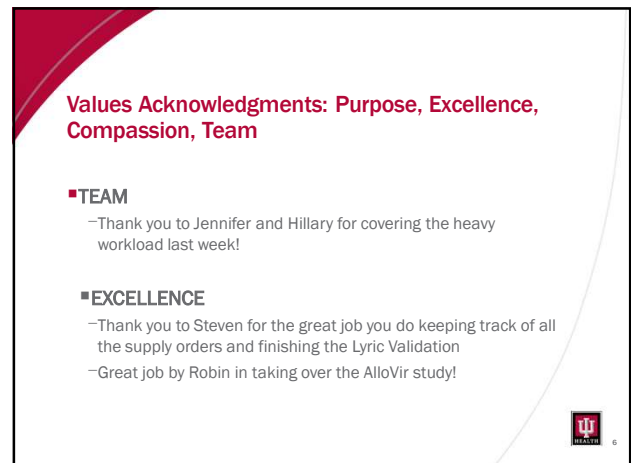 Values Acknowledgments: Purpose, Excellence,
Compassion, Team
▪TEAM
–Thank you to Jennifer and Hillary for covering the heavy
workload last week!
▪EXCELLENCE
–Thank you to Steven for the great job you do keeping track of all
the supply orders and finishing the Lyric Validation
–Great job by Robin in taking over the AlloVir study!
HEALTH
6